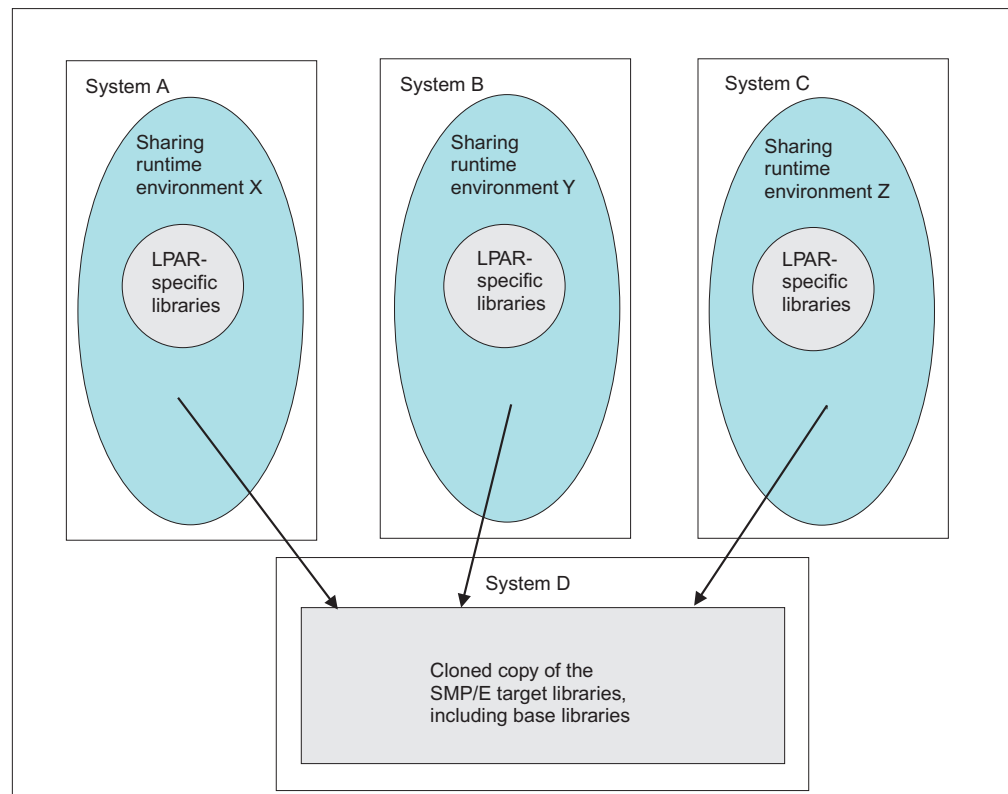 System A
Sharing
runtime
environment X
LPAR-
specific
libraries
System B
Sharing
runtime
environment Y
LPAR-
specific
libraries
System C
Sharing
runtime
environment Z
LPAR-
specific
libraries
System D
Cloned copy of the
SMP/E target libraries,
including base libraries